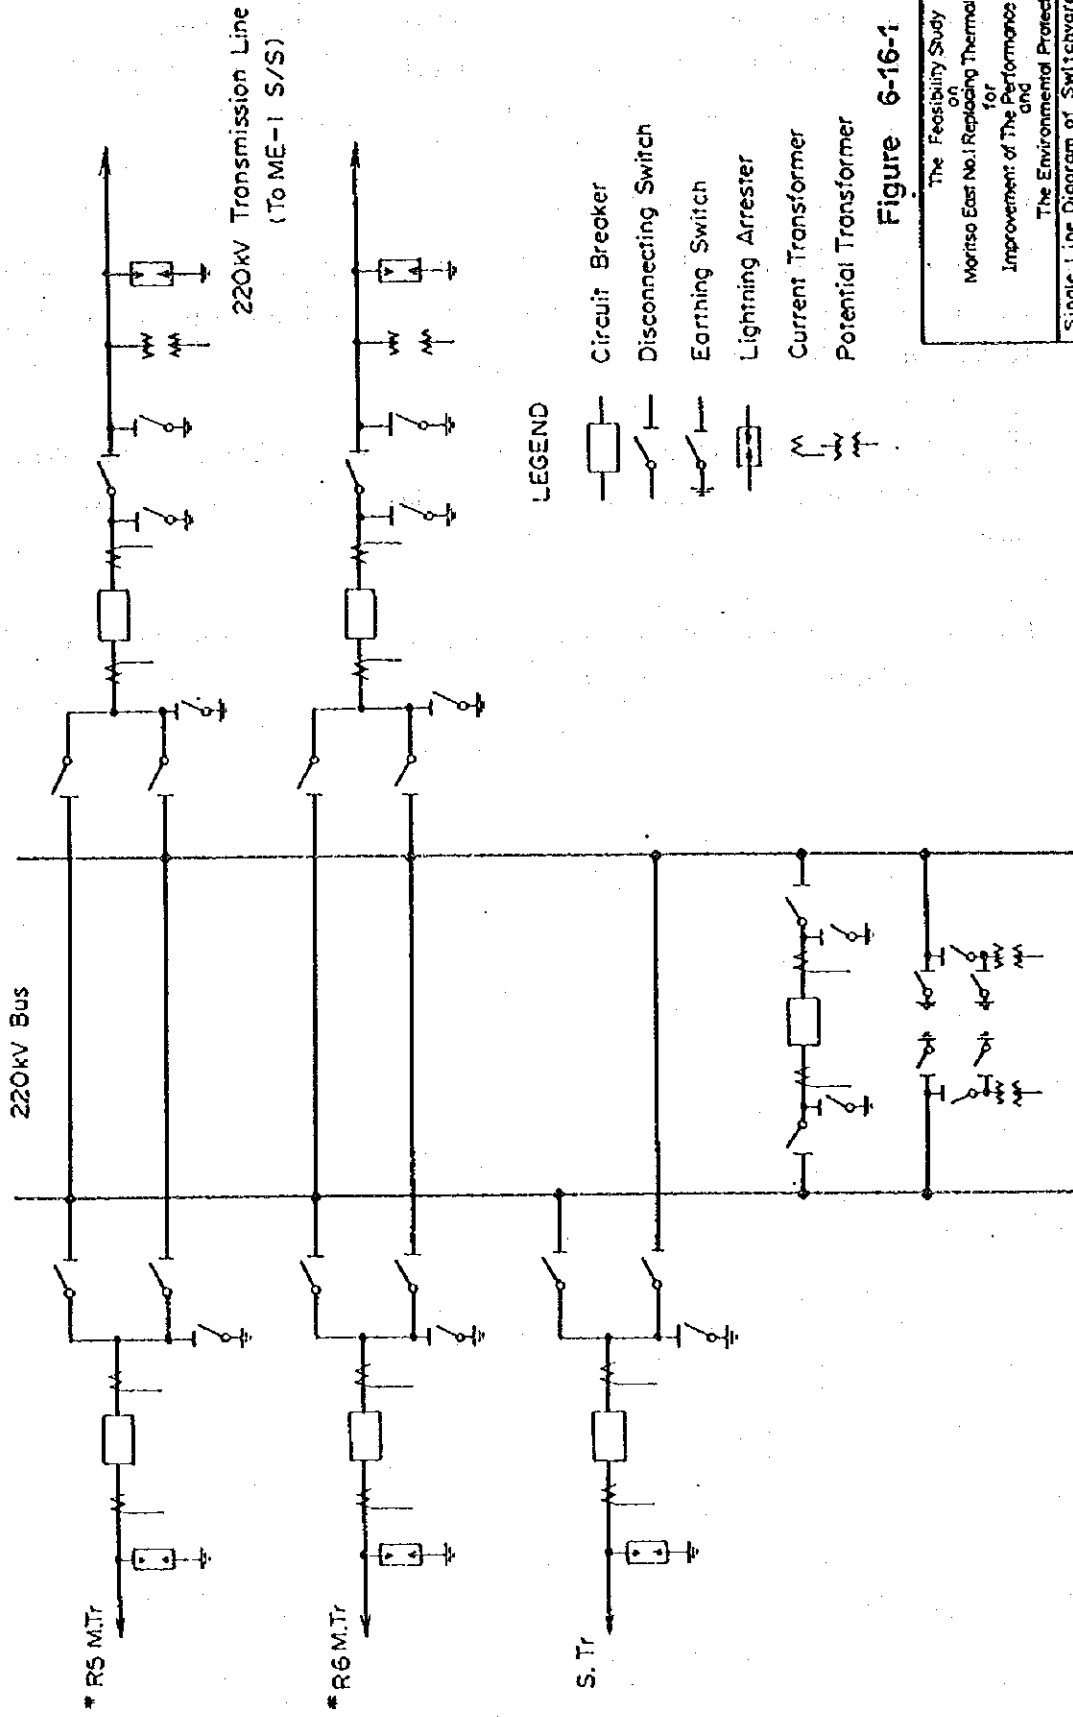 220kV Bus
220kV Transmission Line
(To ME-1 S/S)
# R5 M.Tr
# R6 M.Tr
S. Tr
LEGEND
Circuit Breaker
Disconnecting Switch
Earthing Switch
Lightning Arrester
Current Transformer
Potential Transformer
Figure 6-16-1
The Feasibility Study
on
Moritso East No.1 Replacing Thermal
for
Improvement of The Performance
and
The Environmental Protect
Single Line Diagram of Switchyard